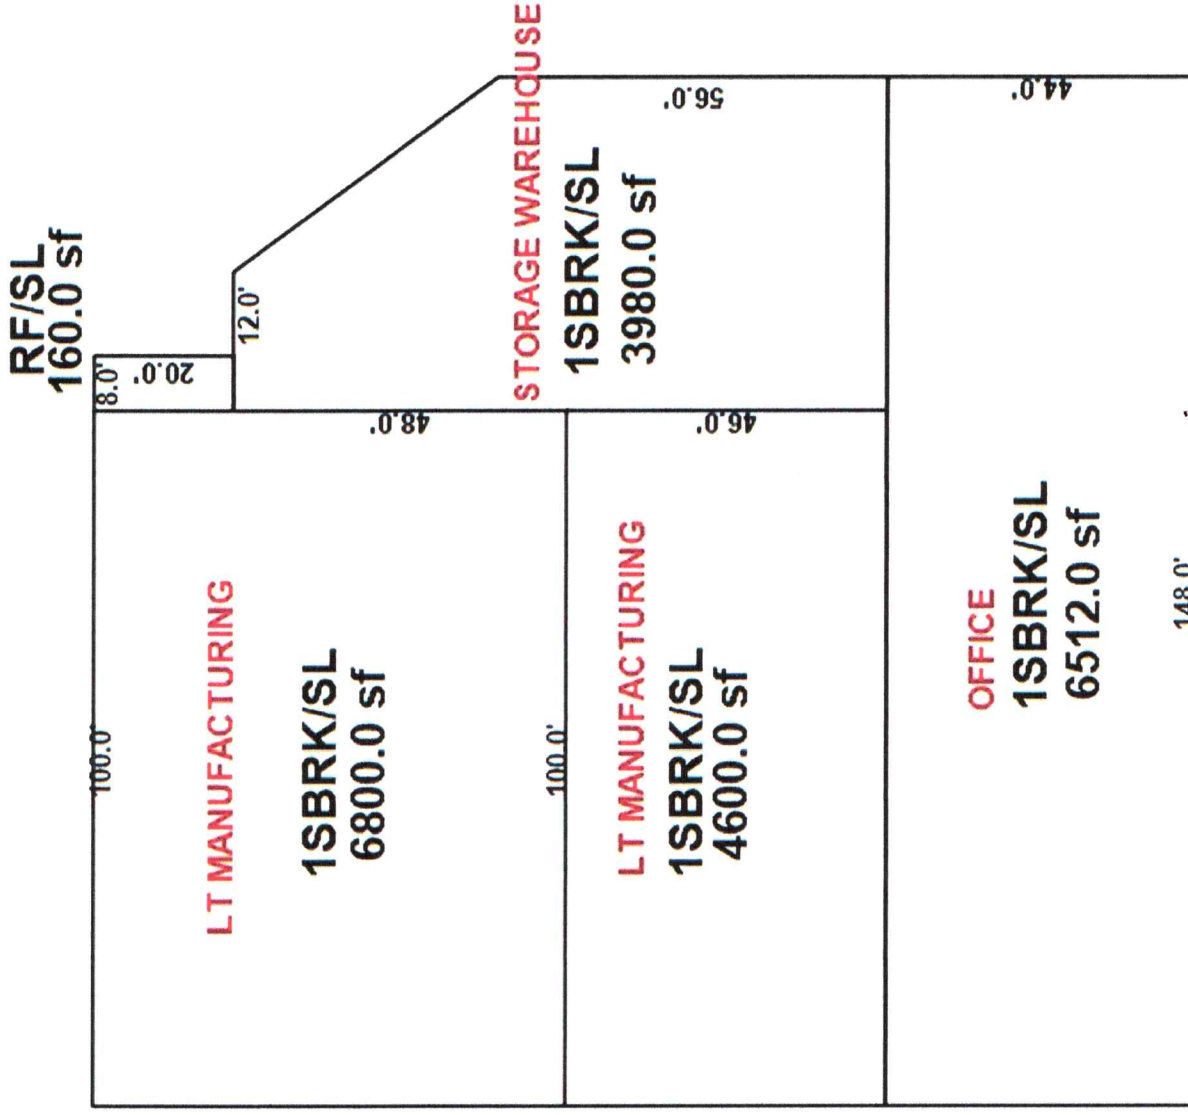 RF/SL
160.0 sf
8.0'
20.0'
12.0'
100.0'
LT MANUFACTURING
1SBRK/SL
6800.0 sf
48.0'
STORAGE WAREHOUSE
1SBRK/SL
3980.0 sf
56.0'
100.0'
LT MANUFACTURING
1SBRK/SL
4600.0 sf
46.0'
44.0'
OFFICE
1SBRK/SL
6512.0 sf
148.0'